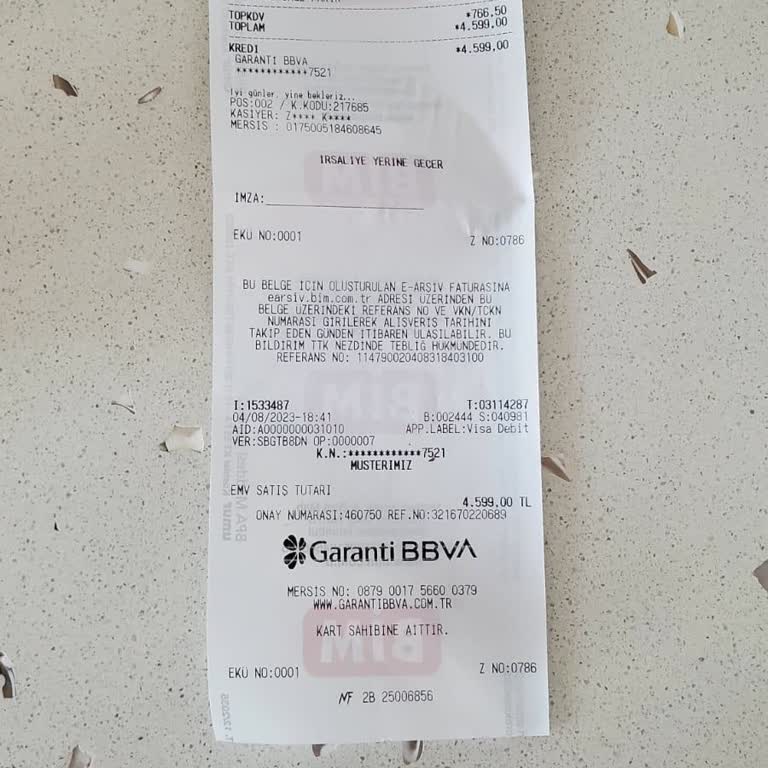 TOPKDV *766,50
TOPLAM *4.599,00
KREDI *4.599,00
GARANTI BBVA
************7521
İyi günler, yine bekleriz...
POS:002 / K.KODU:217685
KASIYER: Z**** K****
MERSIS : 0175005184608645
IRSALIYE YERINE GECER
IMZA:
EKU NO:0001 Z NO:0786
BU BELGE ICIN OLUSTURULAN E-ARSIV FATURASINA
earsiv.bim.com.tr ADRESI UZERINDEN BU
BELGE UZERINDEKI REFERANS NO VE VKN/TCKN
NUMARASI GIRILEREK ALISVERIS TARIHINI
TAKIP EDEN GUNDEN ITIBAREN ULASILABILIR. BU
BILDIRIM TTK NEZDINDE TEBLIG HUKMUNDEDIR.
REFERANS NO: 114790020408318403100
I:1533487 T:03114287
04/08/2023-18:41 B:002444 S:040981
AID:A0000000031010 APP.LABEL:Visa Debit
VER:SBGTB8DN OP:0000007
K.N.:************7521
MUSTERIMIZ
EMV SATIŞ TUTARI
4.599,00 TL
ONAY NUMARASI:460750 REF.NO:321670220689
Garanti BBVA
MERSIS NO: 0879 0017 5660 0379
WWW.GARANTIBBVA.COM.TR
KART SAHIBINE AITTIR.
EKU NO:0001 Z NO:0786
NF 2B 25006856